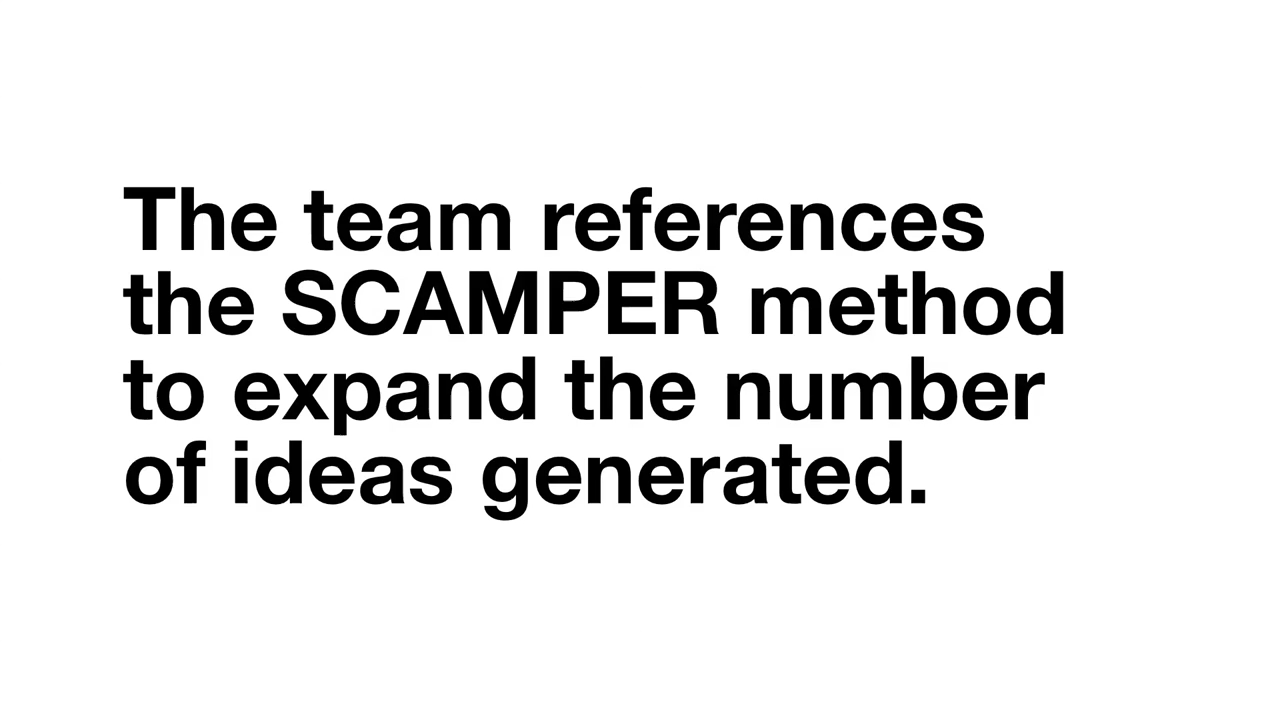 The team references
the SCAMPER method
to expand the number
of ideas generated.